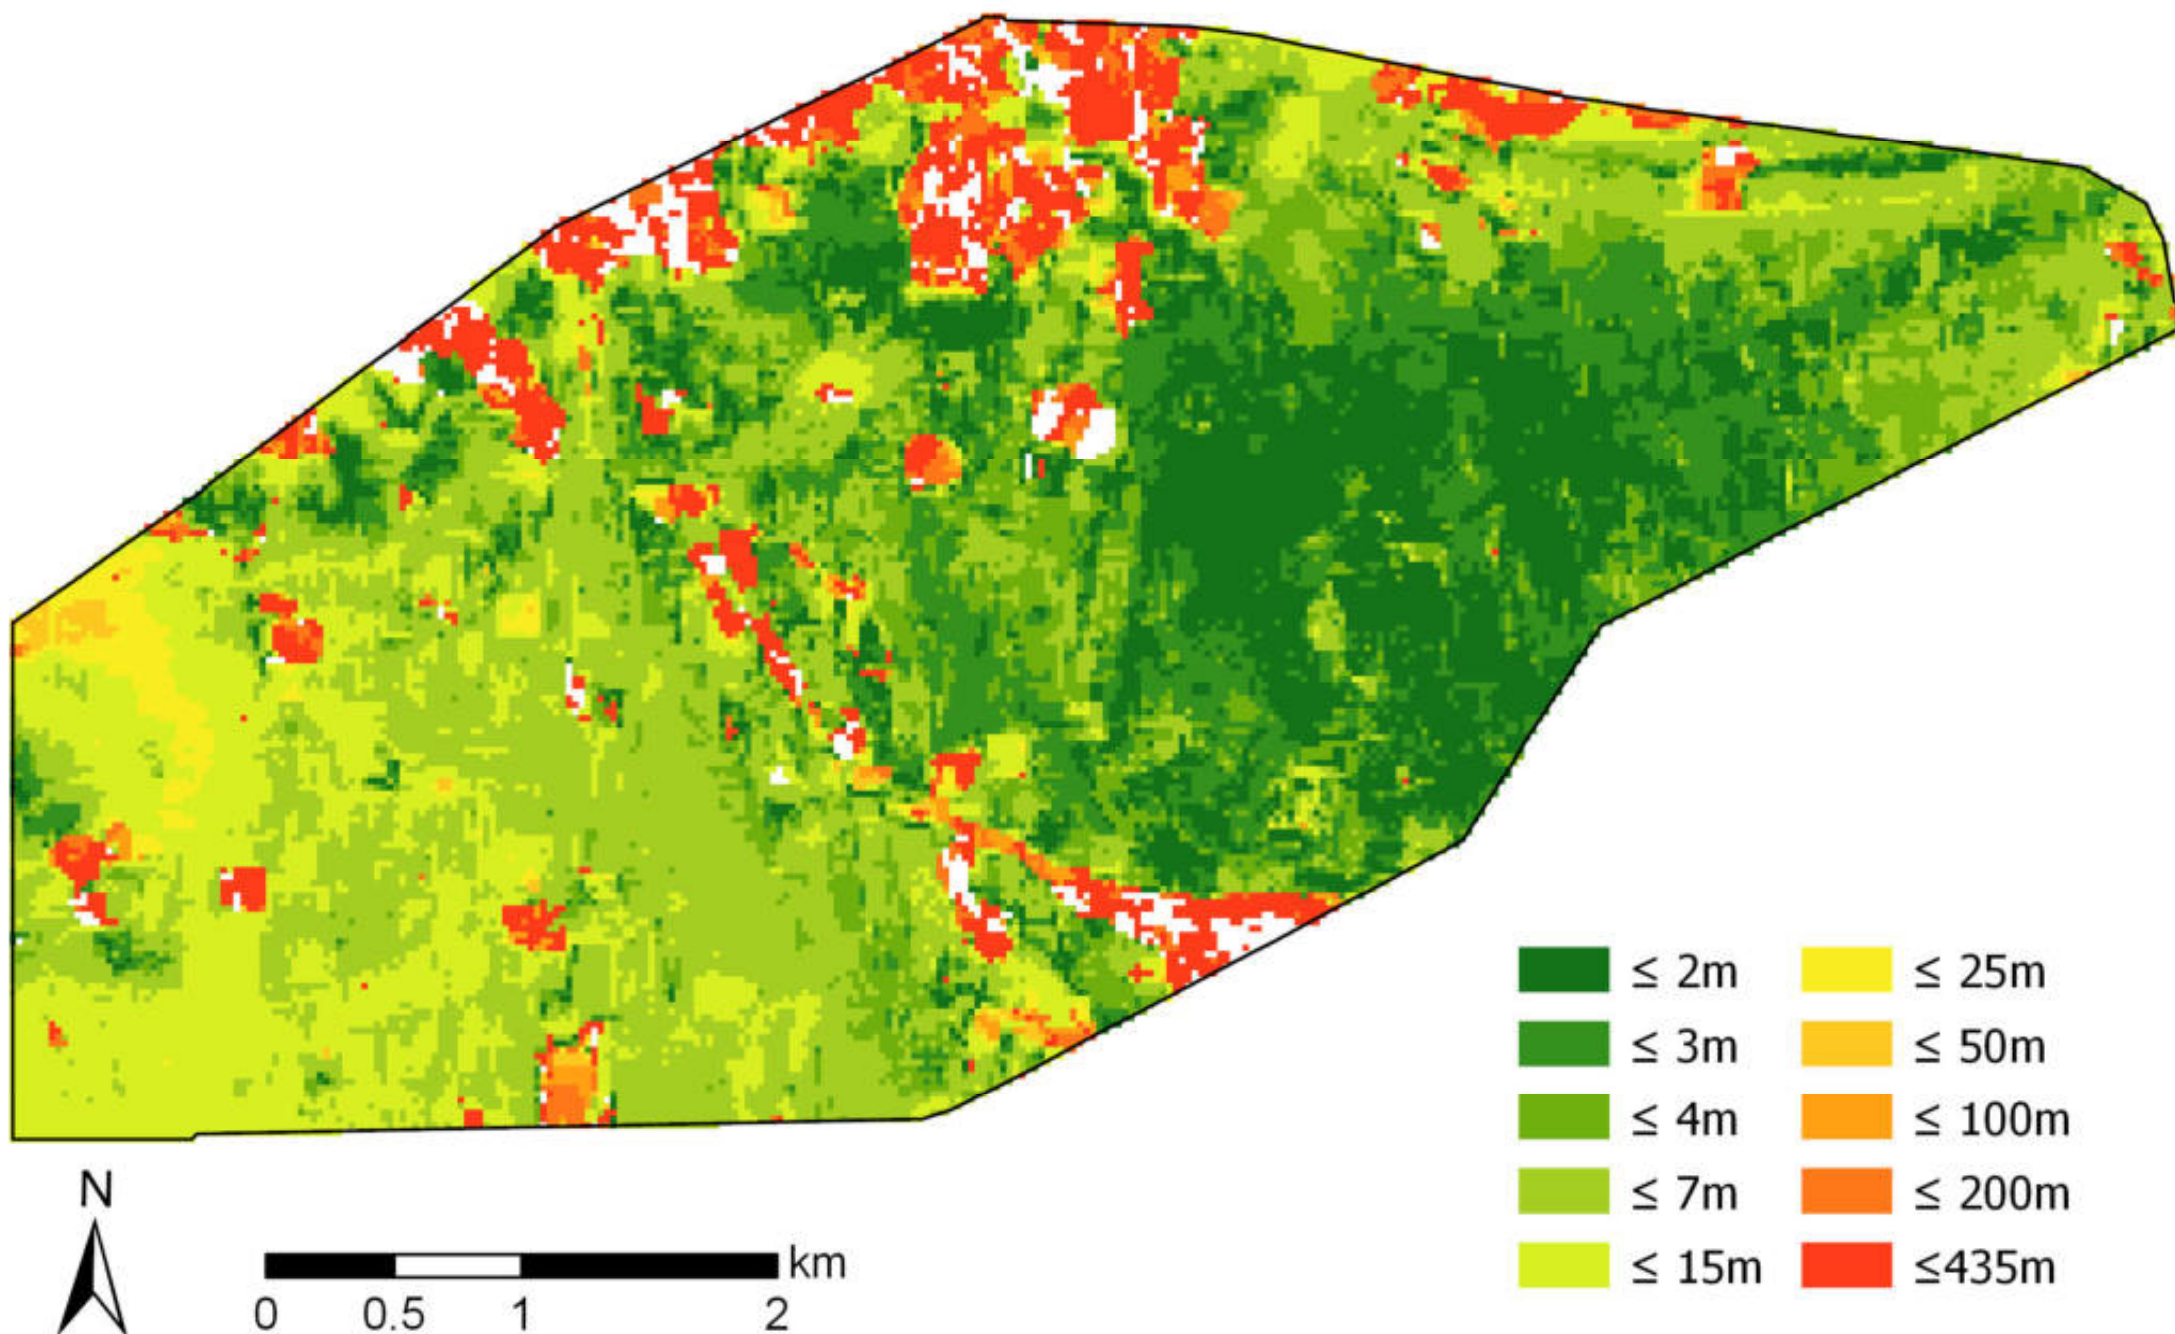 ≤ 2m ≤ 25m
≤ 3m ≤ 50m
≤ 4m ≤ 100m
≤ 7m ≤ 200m
≤ 15m ≤435m
N
km
0 0.5 1 2